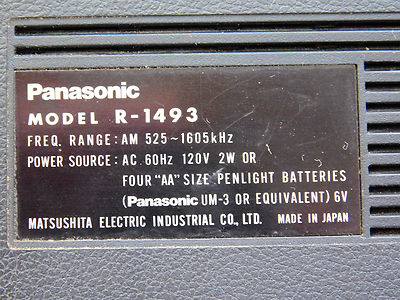 Panasonic
MODEL R-1493
FREQ. RANGE: AM 525~1605kHz
POWER SOURCE: AC 60Hz 120V 2W OR
FOUR "AA" SIZE PENLIGHT BATTERIES
(Panasonic UM-3 OR EQUIVALENT) 6V
MATSUSHITA ELECTRIC INDUSTRIAL CO., LTD. MADE IN JAPAN